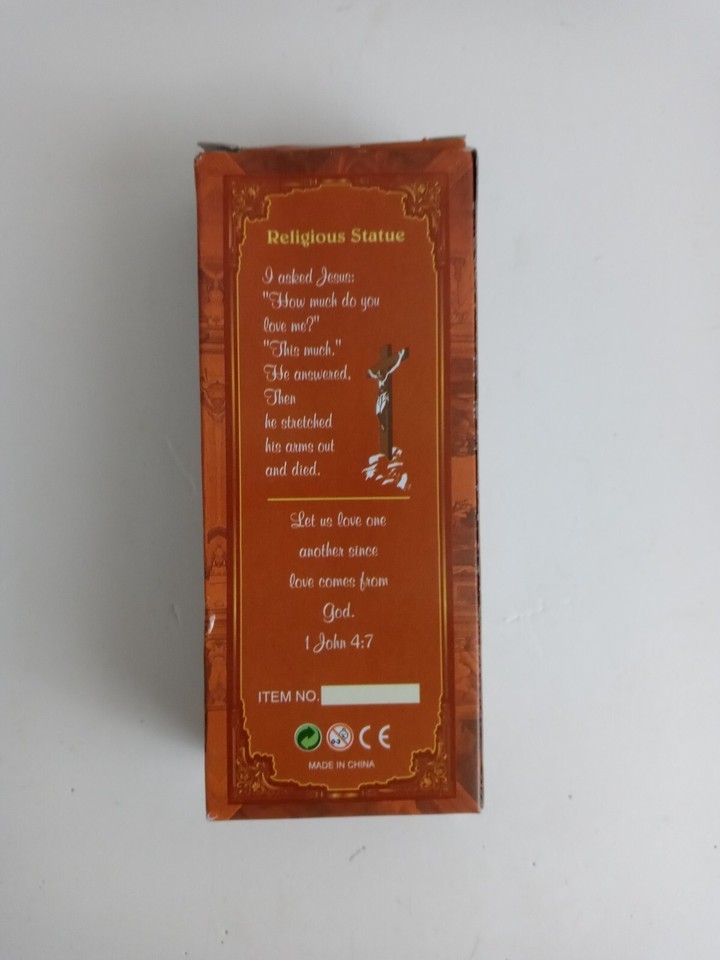 Religious Statue
I asked Jesus:
"How much do you
love me?"
"This much."
He answered.
Then
he stretched
his arms out
and died.
Let us love one
another since
love comes from
God.
1 John 4:7
ITEM NO.
0-3 CE
MADE IN CHINA